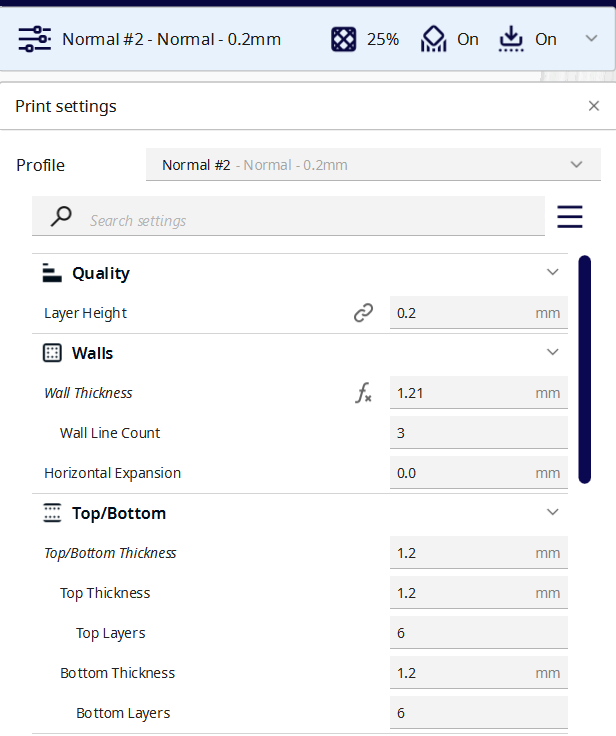 Normal #2 - Normal - 0.2mm 25% On On
Print settings
Profile Normal #2 - Normal - 0.2mm
Search settings
Quality
Layer Height 0.2 mm
Walls
Wall Thickness 1.21 mm
Wall Line Count 3
Horizontal Expansion 0.0 mm
Top/Bottom
Top/Bottom Thickness 1.2 mm
Top Thickness 1.2 mm
Top Layers 6
Bottom Thickness 1.2 mm
Bottom Layers 6